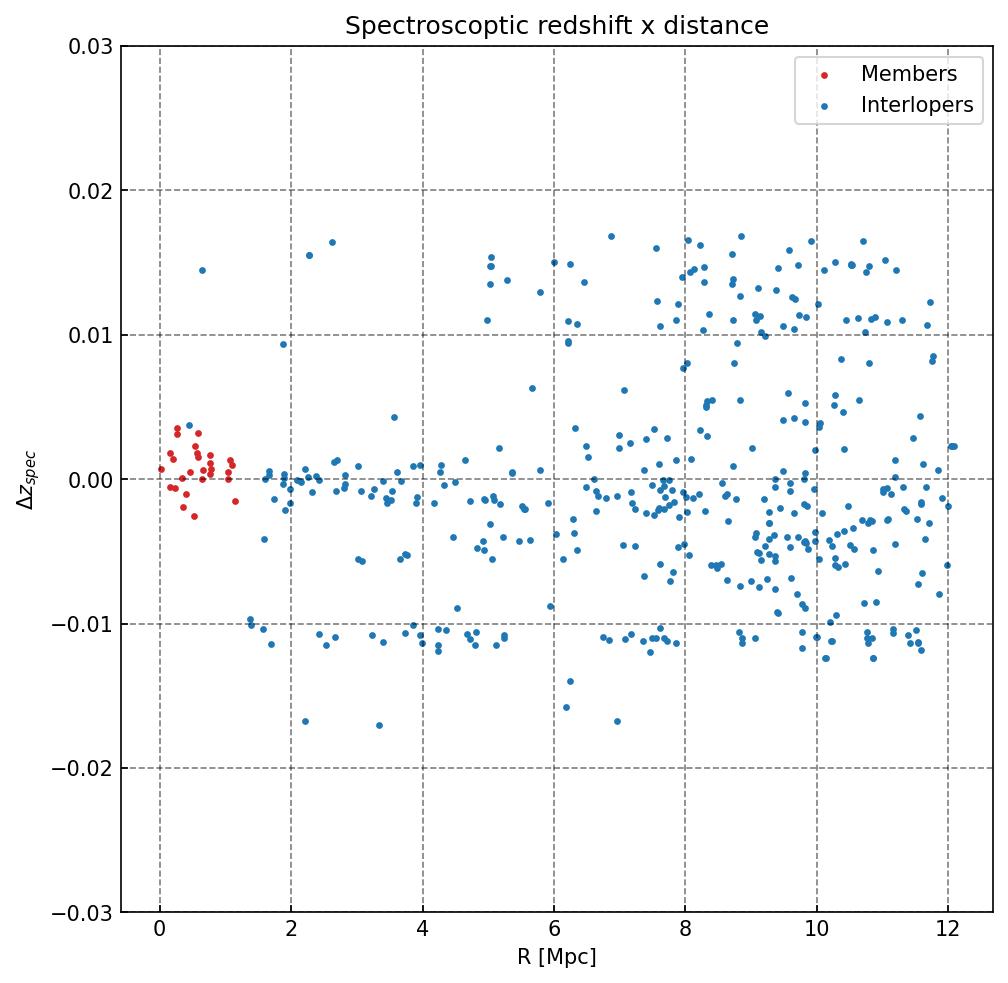 Spectroscoptic redshift x distance
0.03
0.02
0.01
0.00
−0.01
−0.02
−0.03
Δz_spec
Members
Interlopers
0 2 4 6 8 10 12
R [Mpc]